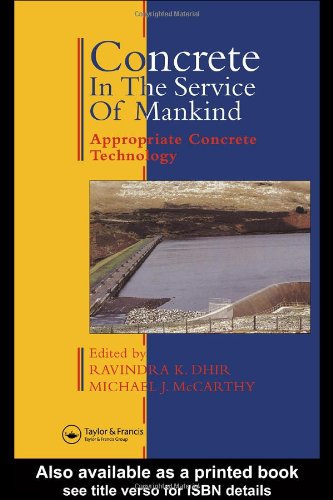 Concrete
In The Service
Of Mankind
Appropriate Concrete
Technology
Edited by
RAVINDRA K. DHIR
MICHAEL J. McCARTHY
Taylor & Francis
Taylor & Francis Group
Also available as a printed book
see title verso for ISBN details